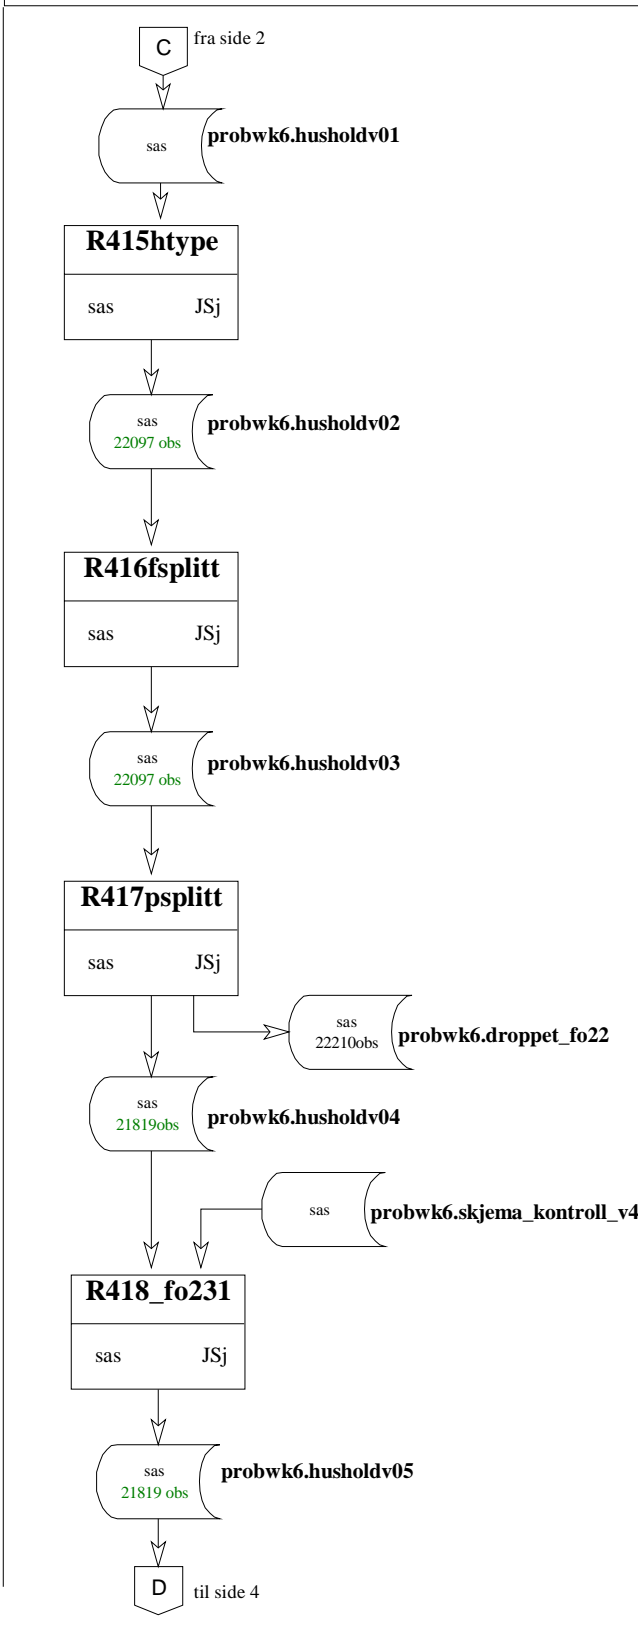 C
fra side 2
sas
probwk6.husholdv01
R415htype
sas JSj
sas
22097 obs
probwk6.husholdv02
R416fsplitt
sas JSj
sas
22097 obs
probwk6.husholdv03
R417psplitt
sas JSj
sas
22210obs
probwk6.droppet_fo22
sas
21819obs
probwk6.husholdv04
sas
probwk6.skjema_kontroll_v4
R418_fo231
sas JSj
sas
21819 obs
probwk6.husholdv05
D
til side 4